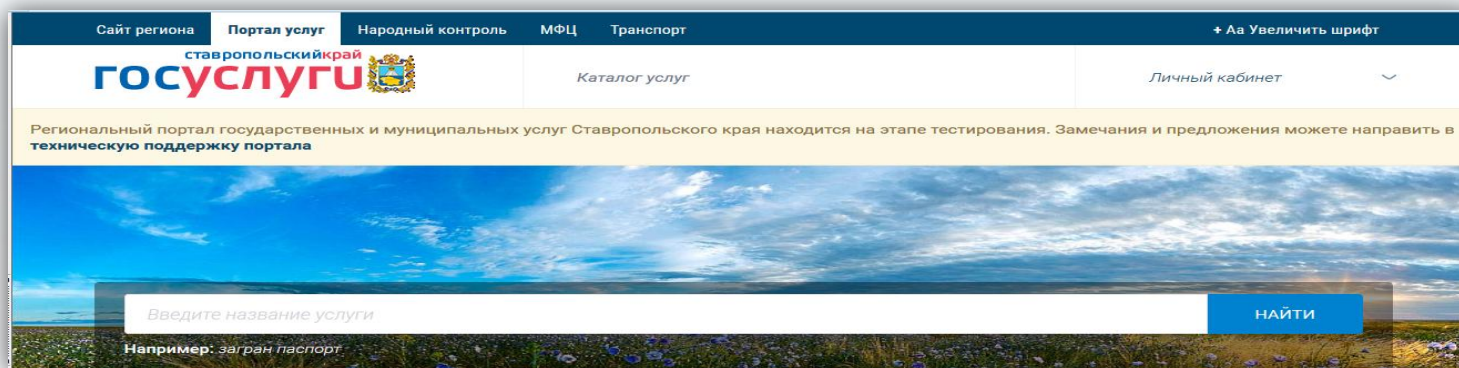 Сайт региона Портал услуг Народный контроль МФЦ Транспорт + Аа Увеличить шрифт
ставропольскийкрай
госуслуги
Каталог услуг Личный кабинет
Региональный портал государственных и муниципальных услуг Ставропольского края находится на этапе тестирования. Замечания и предложения можете направить в
техническую поддержку портала
Введите название услуги НАЙТИ
Например: загран паспорт